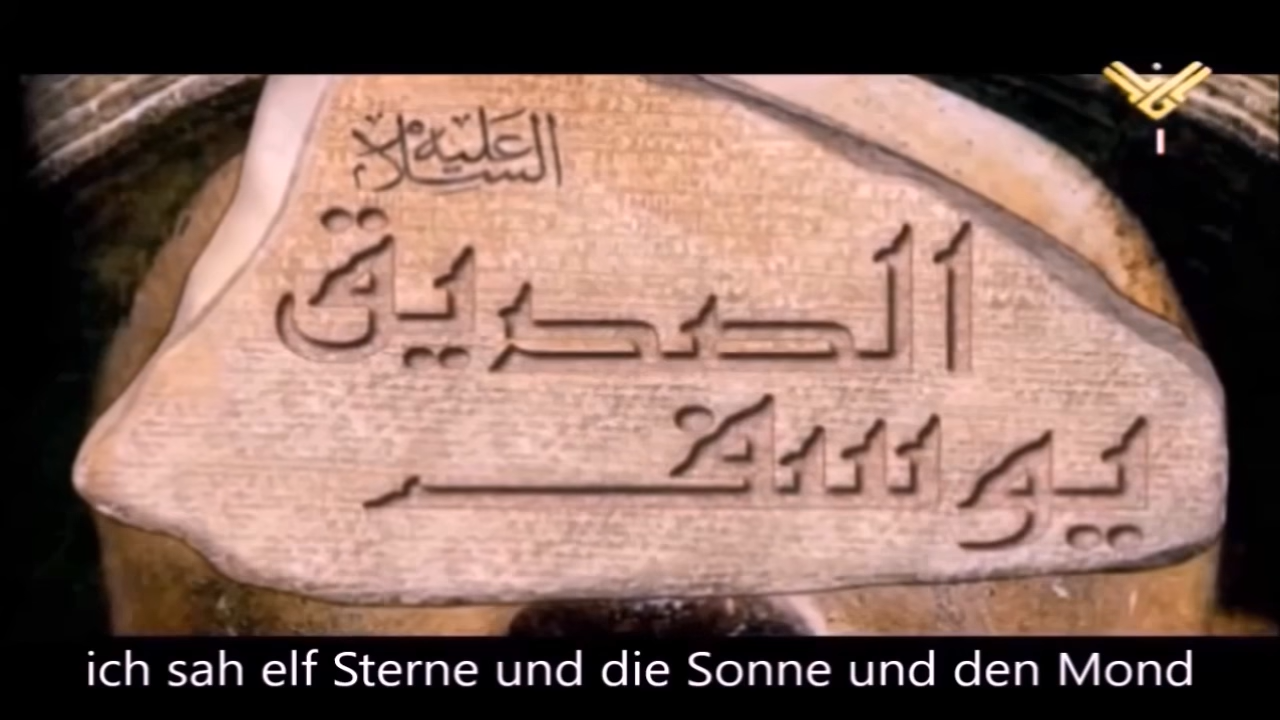 عليه السلام
الصديق
يوسف
ich sah elf Sterne und die Sonne und den Mond